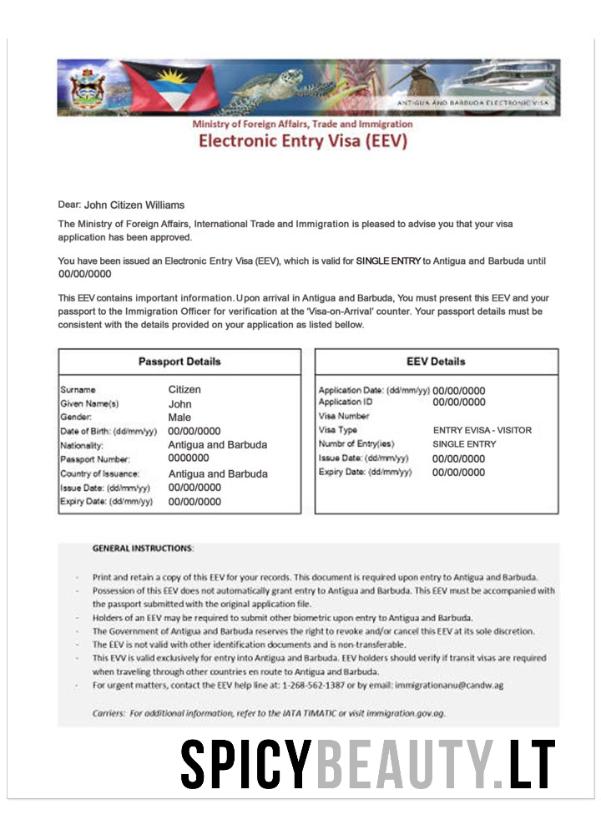 ANTIGUA AND BARBUDA ELECTRONIC VISA
Ministry of Foreign Affairs, Trade and Immigration
Electronic Entry Visa (EEV)
Dear: John Citizen Williams
The Ministry of Foreign Affairs, International Trade and Immigration is pleased to advise you that your visa
application has been approved.
You have been issued an Electronic Entry Visa (EEV), which is valid for SINGLE ENTRY to Antigua and Barbuda until
00/00/0000
This EEV contains important information. Upon arrival in Antigua and Barbuda, You must present this EEV and your
passport to the Immigration Officer for verification at the 'Visa-on-Arrival' counter. Your passport details must be
consistent with the details provided on your application as listed bellow.
Passport Details
Surname Citizen
Given Name(s) John
Gender: Male
Date of Birth: (dd/mm/yy) 00/00/0000
Nationality: Antigua and Barbuda
Passport Number: 0000000
Country of Issuance: Antigua and Barbuda
Issue Date: (dd/mm/yy) 00/00/0000
Expiry Date: (dd/mm/yy) 00/00/0000
EEV Details
Application Date: (dd/mm/yy) 00/00/0000
Application ID 00/00/0000
Visa Number
Visa Type ENTRY EVISA - VISITOR
Numbr of Entry(ies) SINGLE ENTRY
Issue Date: (dd/mm/yy) 00/00/0000
Expiry Date: (dd/mm/yy) 00/00/0000
GENERAL INSTRUCTIONS:
- Print and retain a copy of this EEV for your records. This document is required upon entry to Antigua and Barbuda.
- Possession of this EEV does not automatically grant entry to Antigua and Barbuda. This EEV must be accompanied with
the passport submitted with the original application file.
- Holders of an EEV may be required to submit other biometric upon entry to Antigua and Barbuda.
- The Government of Antigua and Barbuda reserves the right to revoke and/or cancel this EEV at its sole discretion.
- The EEV is not valid with other identification documents and is non-transferable.
- This EVV is valid exclusively for entry into Antigua and Barbuda. EEV holders should verify if transit visas are required
when traveling through other countries en route to Antigua and Barbuda.
- For urgent matters, contact the EEV help line at: 1-268-562-1387 or by email: immigrationanu@candw.ag
Carriers: For additional information, refer to the IATA TIMATIC or visit immigration.gov.ag.
SPICYBEAUTY.LT